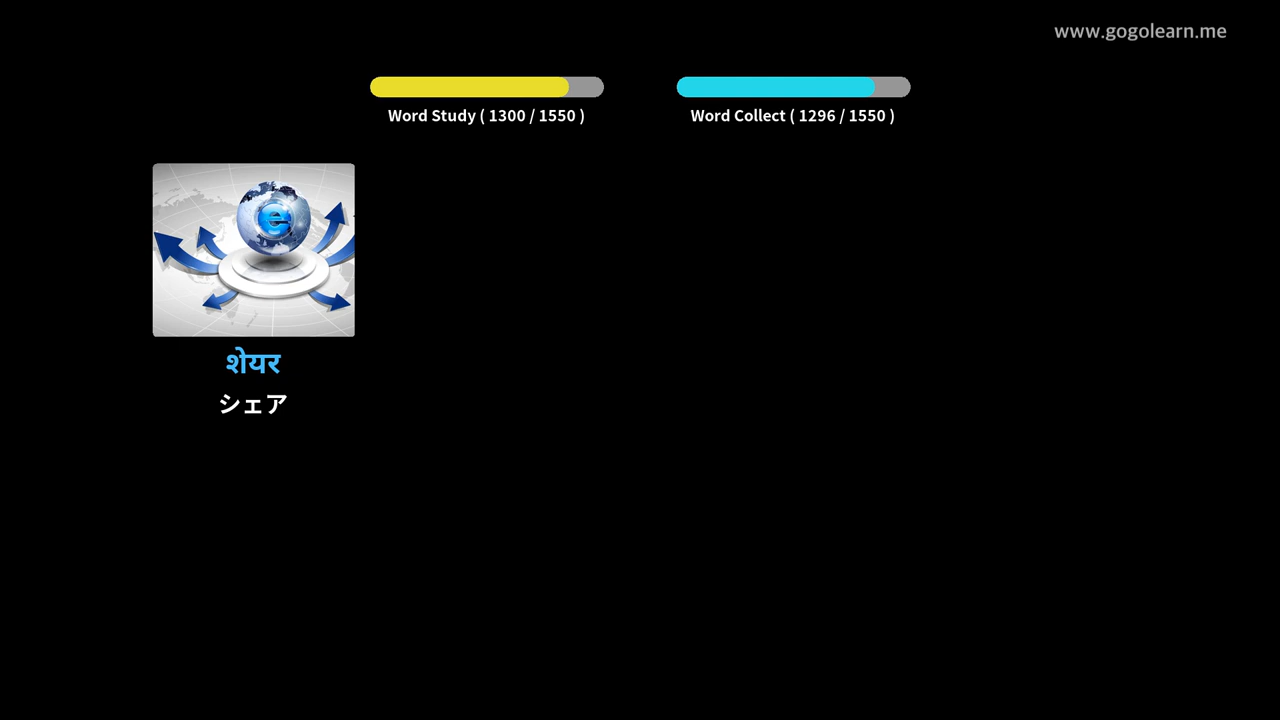 www.gogolearn.me
Word Study ( 1300 / 1550 )
Word Collect ( 1296 / 1550 )
e
शेयर
シェア